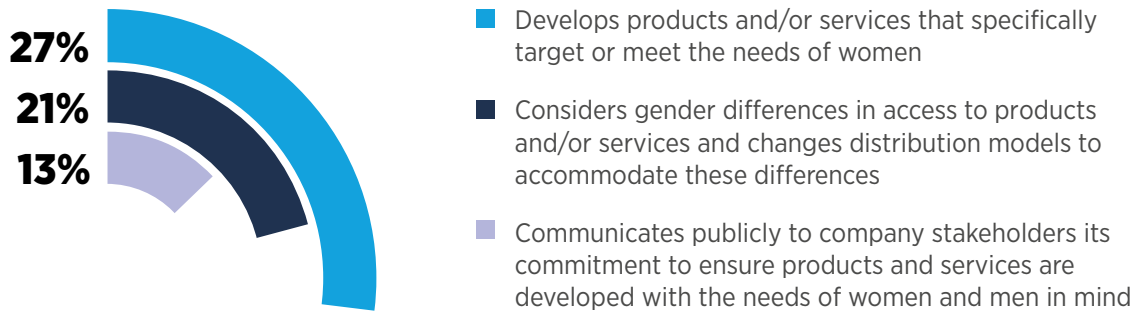 27%
21%
13%
Develops products and/or services that specifically
target or meet the needs of women
Considers gender differences in access to products
and/or services and changes distribution models to
accommodate these differences
Communicates publicly to company stakeholders its
commitment to ensure products and services are
developed with the needs of women and men in mind